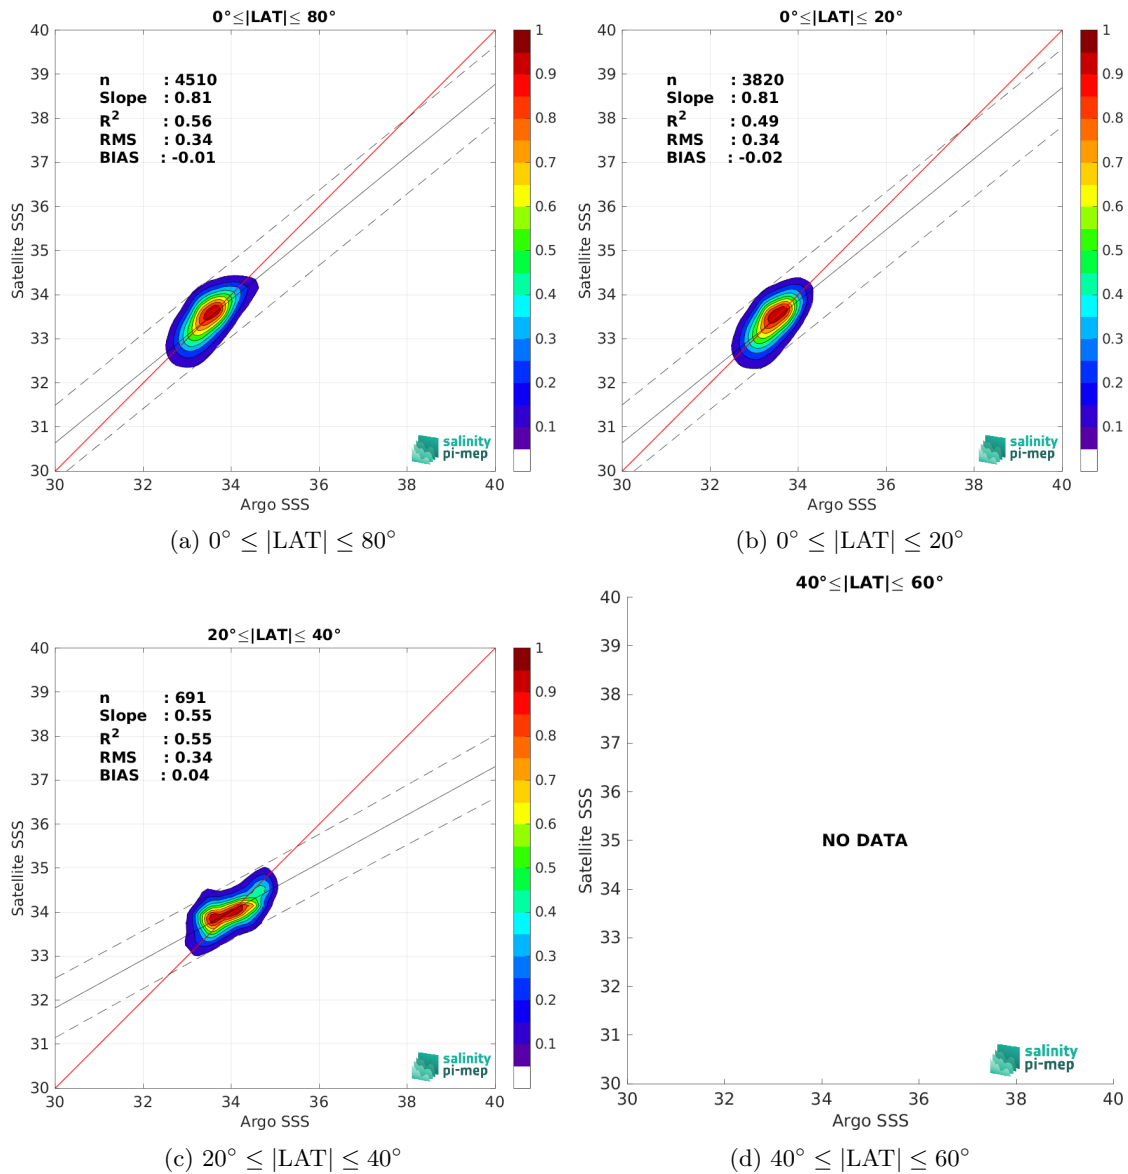 0°≤|LAT|≤ 80°
n : 4510
Slope : 0.81
R² : 0.56
RMS : 0.34
BIAS : -0.01
40
39
38
37
36
35
34
33
32
31
30
30 32 34 36 38 40
1
0.9
0.8
0.7
0.6
0.5
0.4
0.3
0.2
0.1
Satellite SSS
Argo SSS
salinity
pi-mep
(a) 0° ≤ |LAT| ≤ 80°
0°≤|LAT|≤ 20°
n : 3820
Slope : 0.81
R² : 0.49
RMS : 0.34
BIAS : -0.02
40
39
38
37
36
35
34
33
32
31
30
30 32 34 36 38 40
1
0.9
0.8
0.7
0.6
0.5
0.4
0.3
0.2
0.1
Satellite SSS
Argo SSS
salinity
pi-mep
(b) 0° ≤ |LAT| ≤ 20°
20°≤|LAT|≤ 40°
n : 691
Slope : 0.55
R² : 0.55
RMS : 0.34
BIAS : 0.04
40
39
38
37
36
35
34
33
32
31
30
30 32 34 36 38 40
1
0.9
0.8
0.7
0.6
0.5
0.4
0.3
0.2
0.1
Satellite SSS
Argo SSS
salinity
pi-mep
(c) 20° ≤ |LAT| ≤ 40°
40°≤|LAT|≤ 60°
40
39
38
37
36
35
34
33
32
31
30
30 32 34 36 38 40
NO DATA
Satellite SSS
Argo SSS
salinity
pi-mep
(d) 40° ≤ |LAT| ≤ 60°